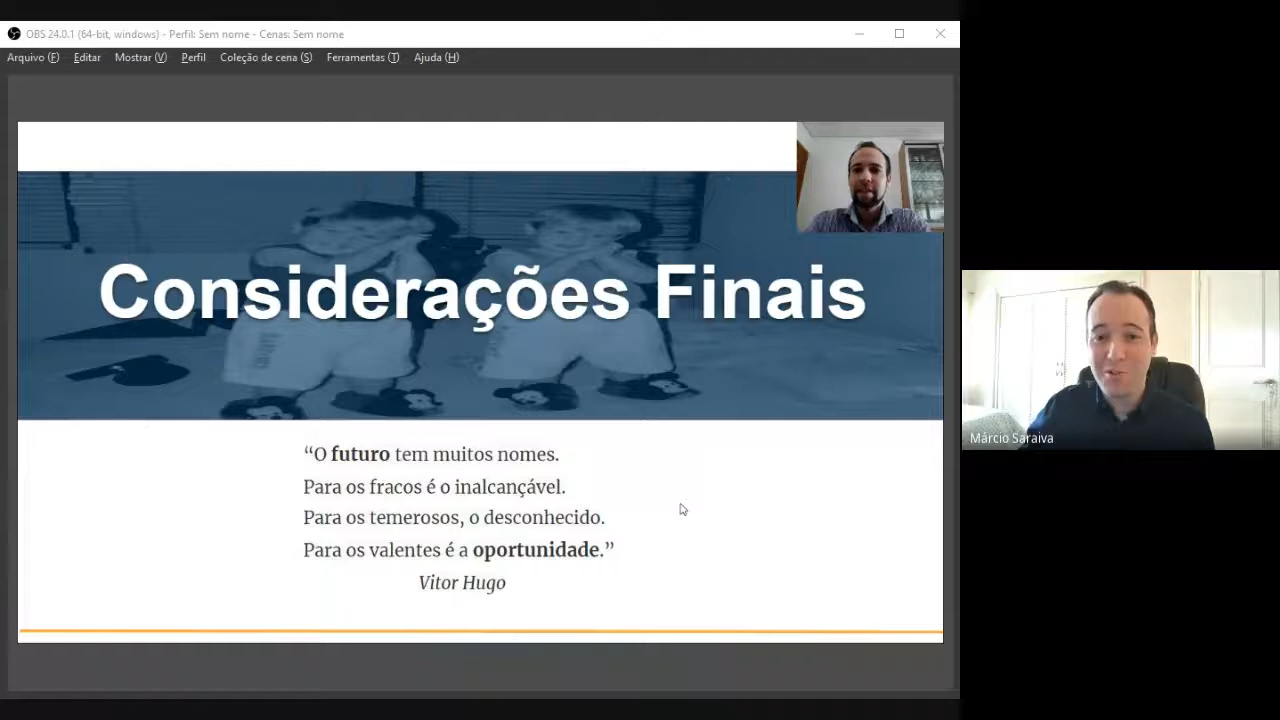 OBS 24.0.1 (64-bit, windows) - Perfil: Sem nome - Cenas: Sem nome
Arquivo (F) Editar Mostrar (V) Perfil Coleção de cena (S) Ferramentas (T) Ajuda (H)
Considerações Finais
“O futuro tem muitos nomes.
Para os fracos é o inalcançável.
Para os temerosos, o desconhecido.
Para os valentes é a oportunidade.”
Vitor Hugo
Márcio Saraiva